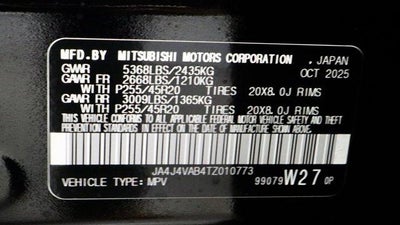 MFD.BY MITSUBISHI MOTORS CORPORATION , JAPAN
GVWR 5368LBS/2435KG OCT 2025
GAWR FR 2668LBS/1210KG
WITH P255/45R20 TIRES 20X8.0J RIMS
GAWR RR 3009LBS/1365KG
WITH P255/45R20 TIRES 20X8.0J RIMS
THIS VEHICLE CONFORMS TO ALL APPLICABLE FEDERAL MOTOR VEHICLE SAFETY AND THEFT
PREVENTION STANDARDS IN EFFECT ON THE DATE OF MANUFACTURE SHOWN ABOVE.
JA4J4VAB4TZ010773
VEHICLE TYPE: MPV 99079 W27 0P